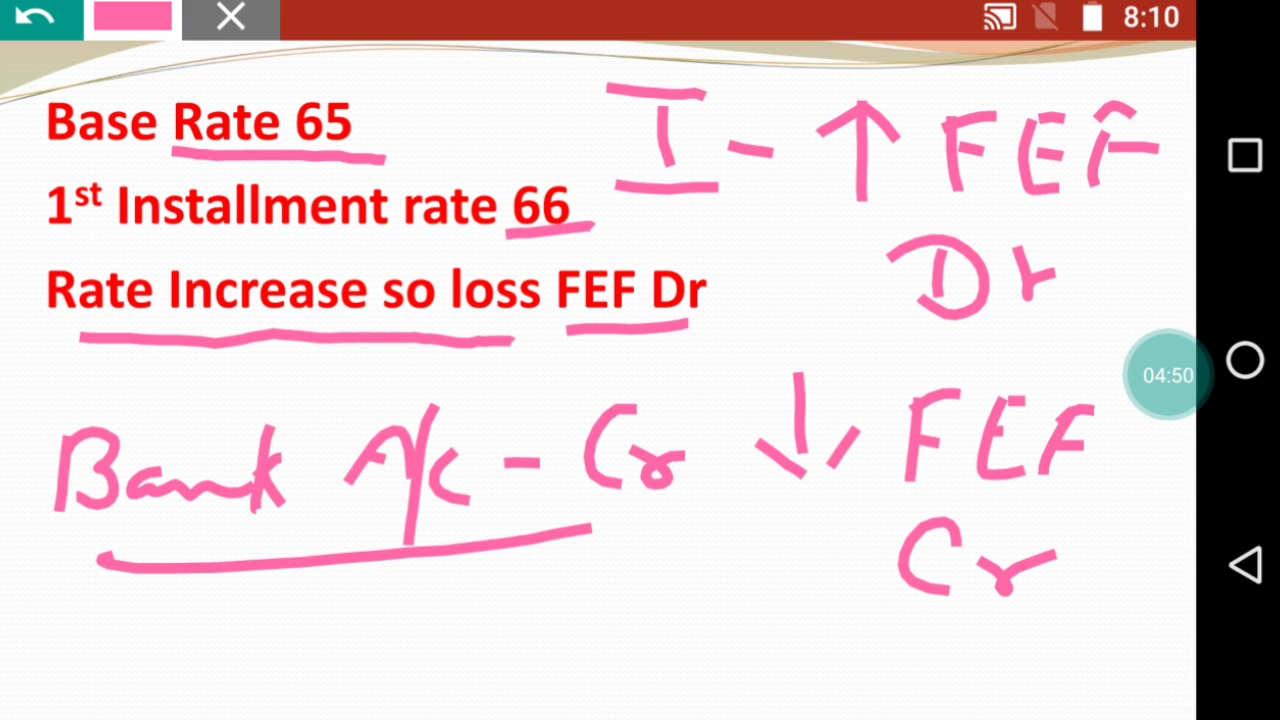 8:10
Base Rate 65
I - ↑ FEF
1st Installment rate 66
Dr
Rate Increase so loss FEF Dr
04:50
Bank A/c - Cr ↓ FEF
Cr